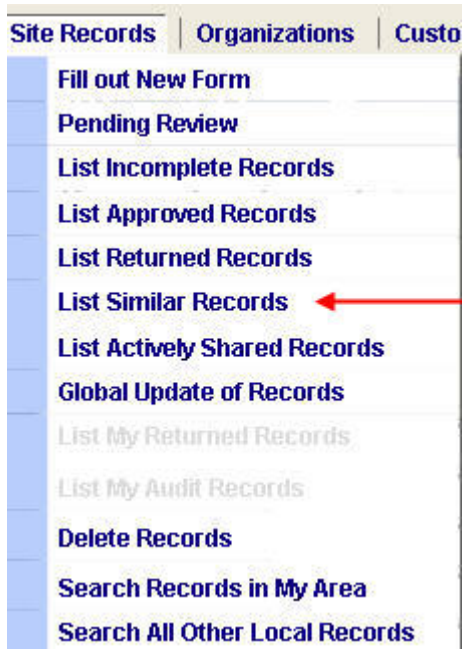 Site Records | Organizations | Custo
Fill out New Form
Pending Review
List Incomplete Records
List Approved Records
List Returned Records
List Similar Records
List Actively Shared Records
Global Update of Records
List My Returned Records
List My Audit Records
Delete Records
Search Records in My Area
Search All Other Local Records